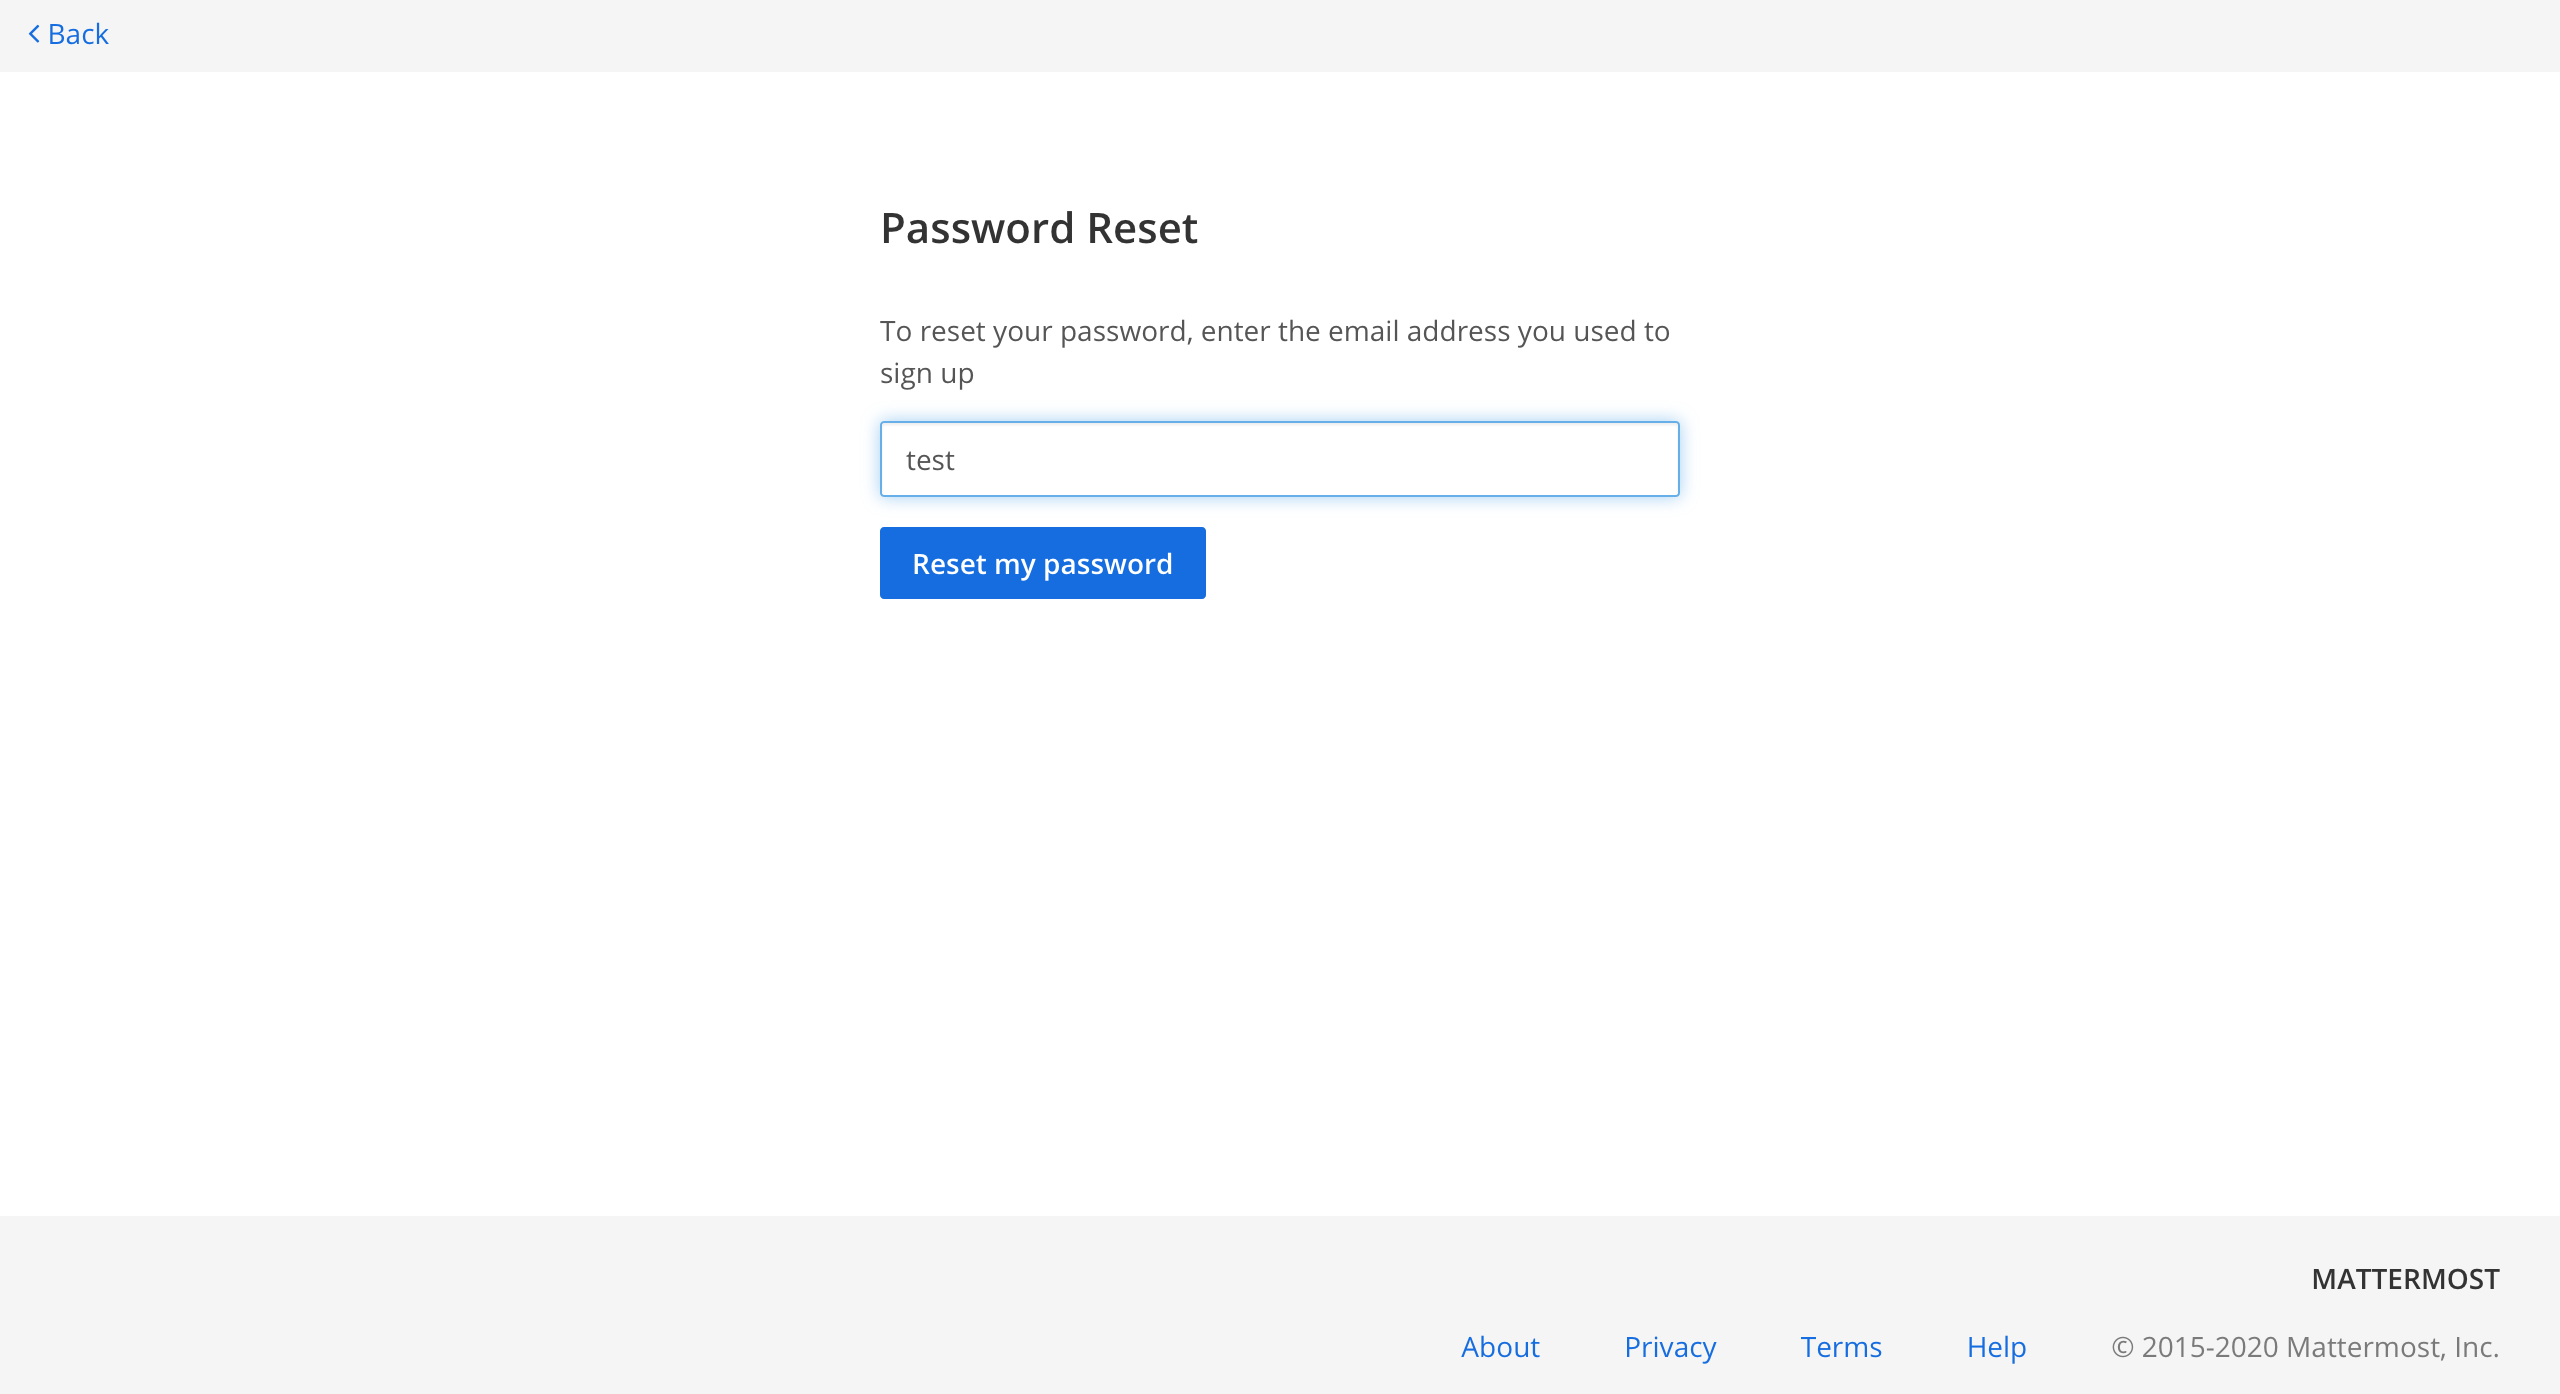 Back
Password Reset
To reset your password, enter the email address you used to
sign up
test
Reset my password
MATTERMOST
About Privacy Terms Help © 2015-2020 Mattermost, Inc.